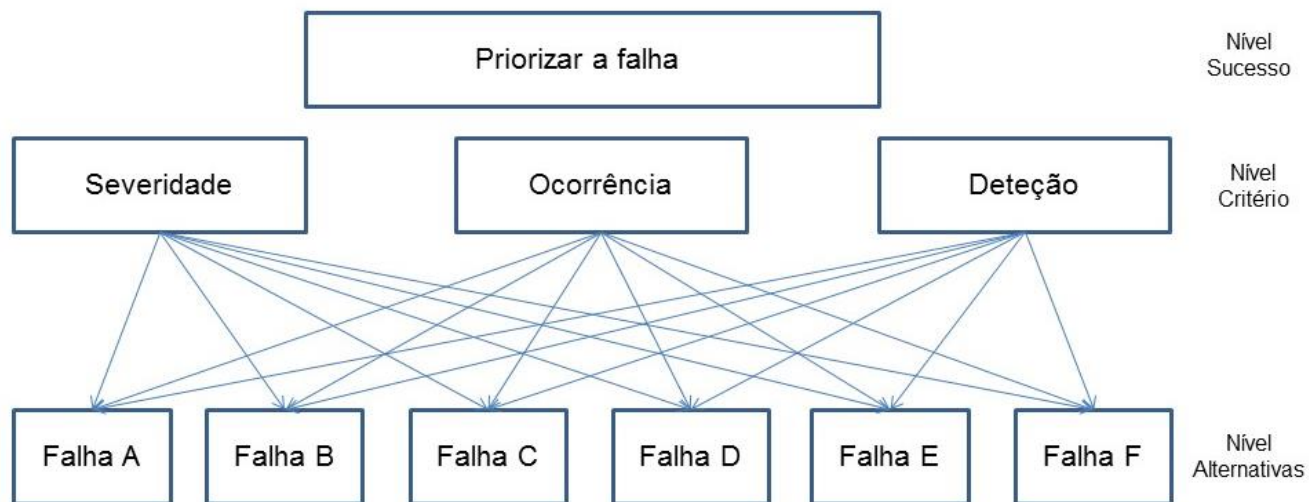 Priorizar a falha
Nível
Sucesso
Severidade
Ocorrência
Deteção
Nível
Critério
Falha A
Falha B
Falha C
Falha D
Falha E
Falha F
Nível
Alternativas